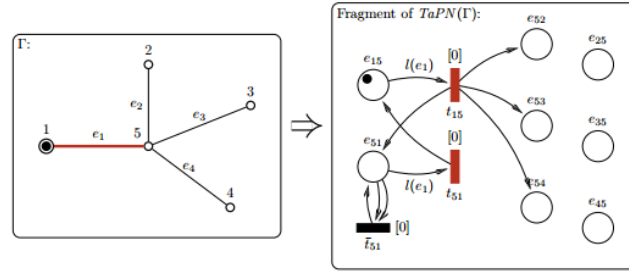 Γ:
1
2
3
4
5
e₁
e₂
e₃
e₄
⇒
Fragment of TaPN(Γ):
e₁₅
l(e₁)
[0]
t₁₅
e₅₁
l(e₁)
[0]
t₅₁
t̄₅₁
[0]
e₅₂
e₂₅
e₅₃
e₃₅
e₅₄
e₄₅